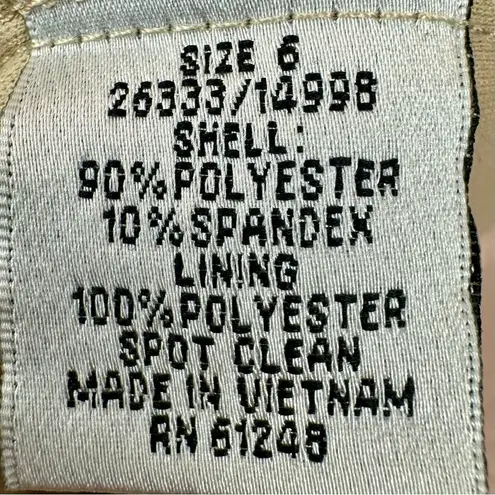 SIZE 6
26333/14998
SHELL:
90% POLYESTER
10% SPANDEX
LINING
100% POLYESTER
SPOT CLEAN
MADE IN VIETNAM
RN 61248